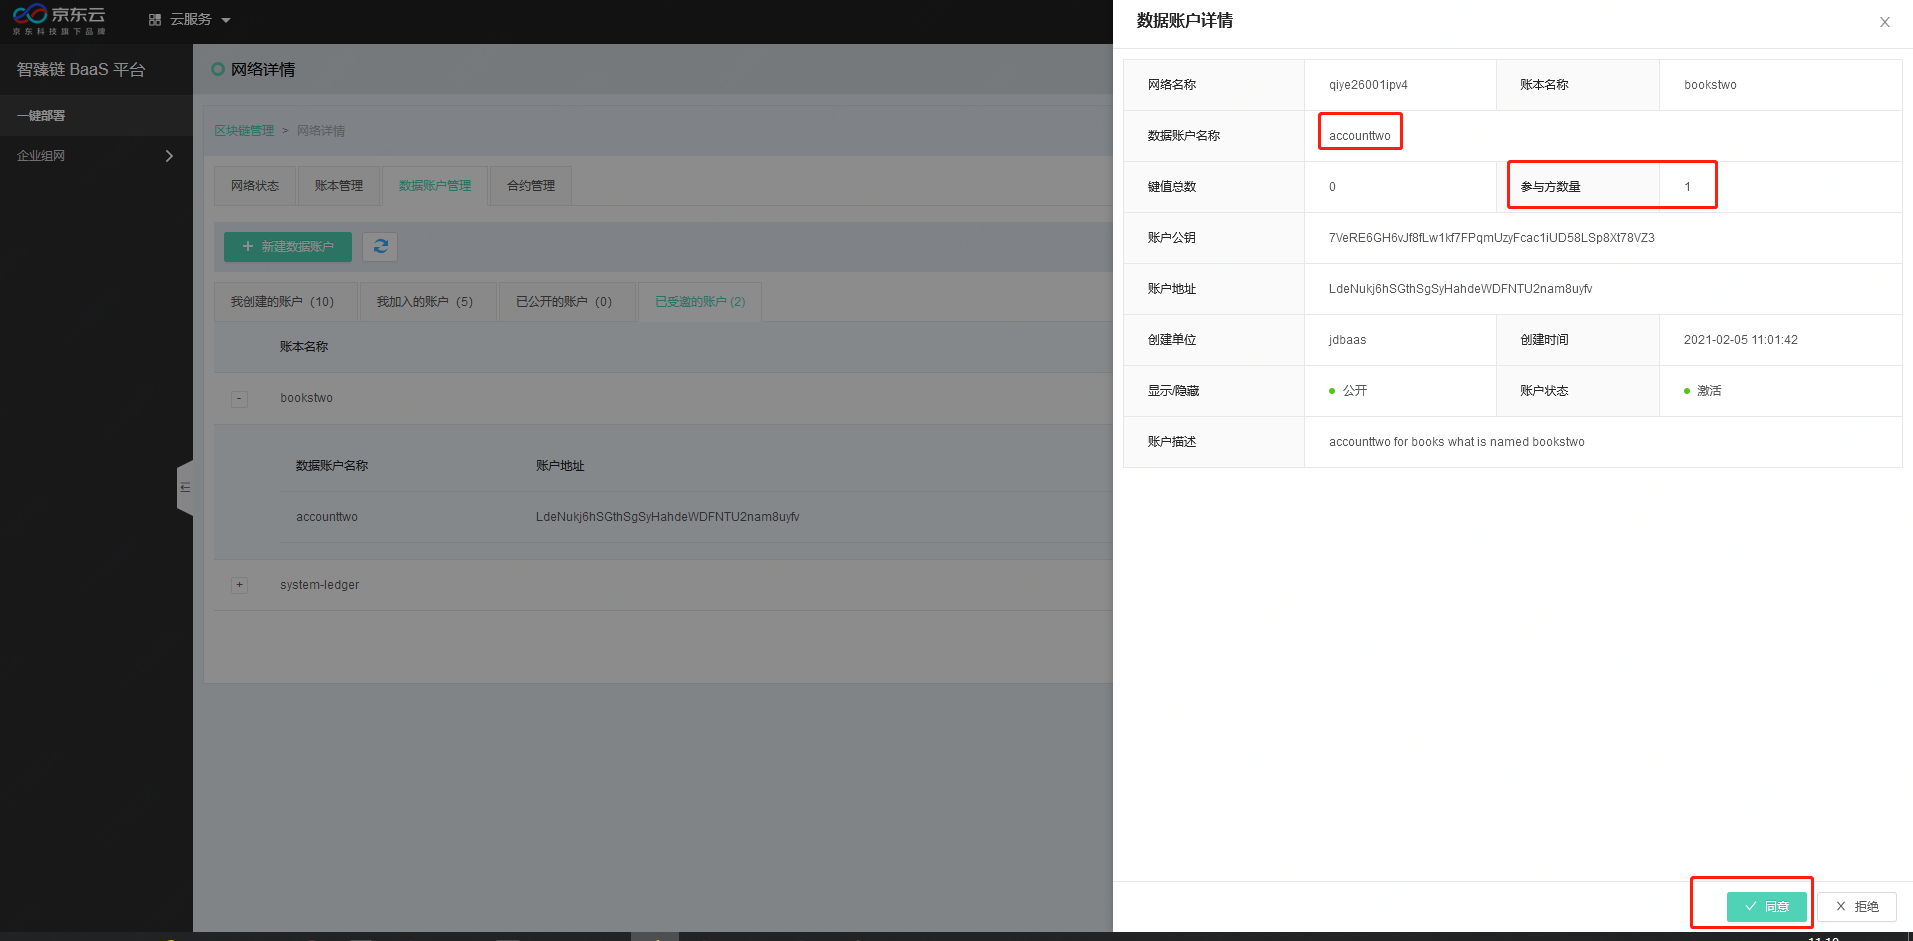 京东云
京东科技旗下品牌
云服务
智臻链 BaaS 平台
一键部署
企业组网
网络详情
区块链管理 > 网络详情
网络状态
账本管理
数据账户管理
合约管理
+ 新建数据账户
我创建的账户 (10)
我加入的账户 (5)
已公开的账户 (0)
已受邀的账户 (2)
账本名称
- bookstwo
数据账户名称 账户地址
accounttwo LdeNukj6hSGthSgSyHahdeWDFNTU2nam8uyfv
+ system-ledger
数据账户详情
网络名称 qiye26001ipv4 账本名称 bookstwo
数据账户名称 accounttwo
键值总数 0 参与方数量 1
账户公钥 7VeRE6GH6vJf8fLw1kf7FPqmUzyFcac1iUD58LSp8Xt78VZ3
账户地址 LdeNukj6hSGthSgSyHahdeWDFNTU2nam8uyfv
创建单位 jdbaas 创建时间 2021-02-05 11:01:42
显示/隐藏 公开 账户状态 激活
账户描述 accounttwo for books what is named bookstwo
同意
拒绝